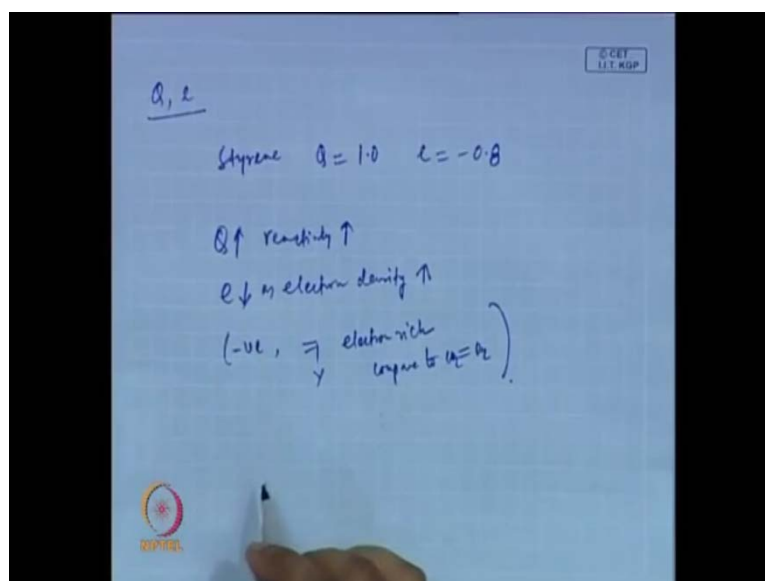 © CET
I.I.T. KGP
Q, e
Styrene Q = 1.0 e = -0.8
Q↑ reactivity ↑
e↓ as electron density ↑
(-ve, = electron rich
Y compare to CH2=CH2)
NPTEL